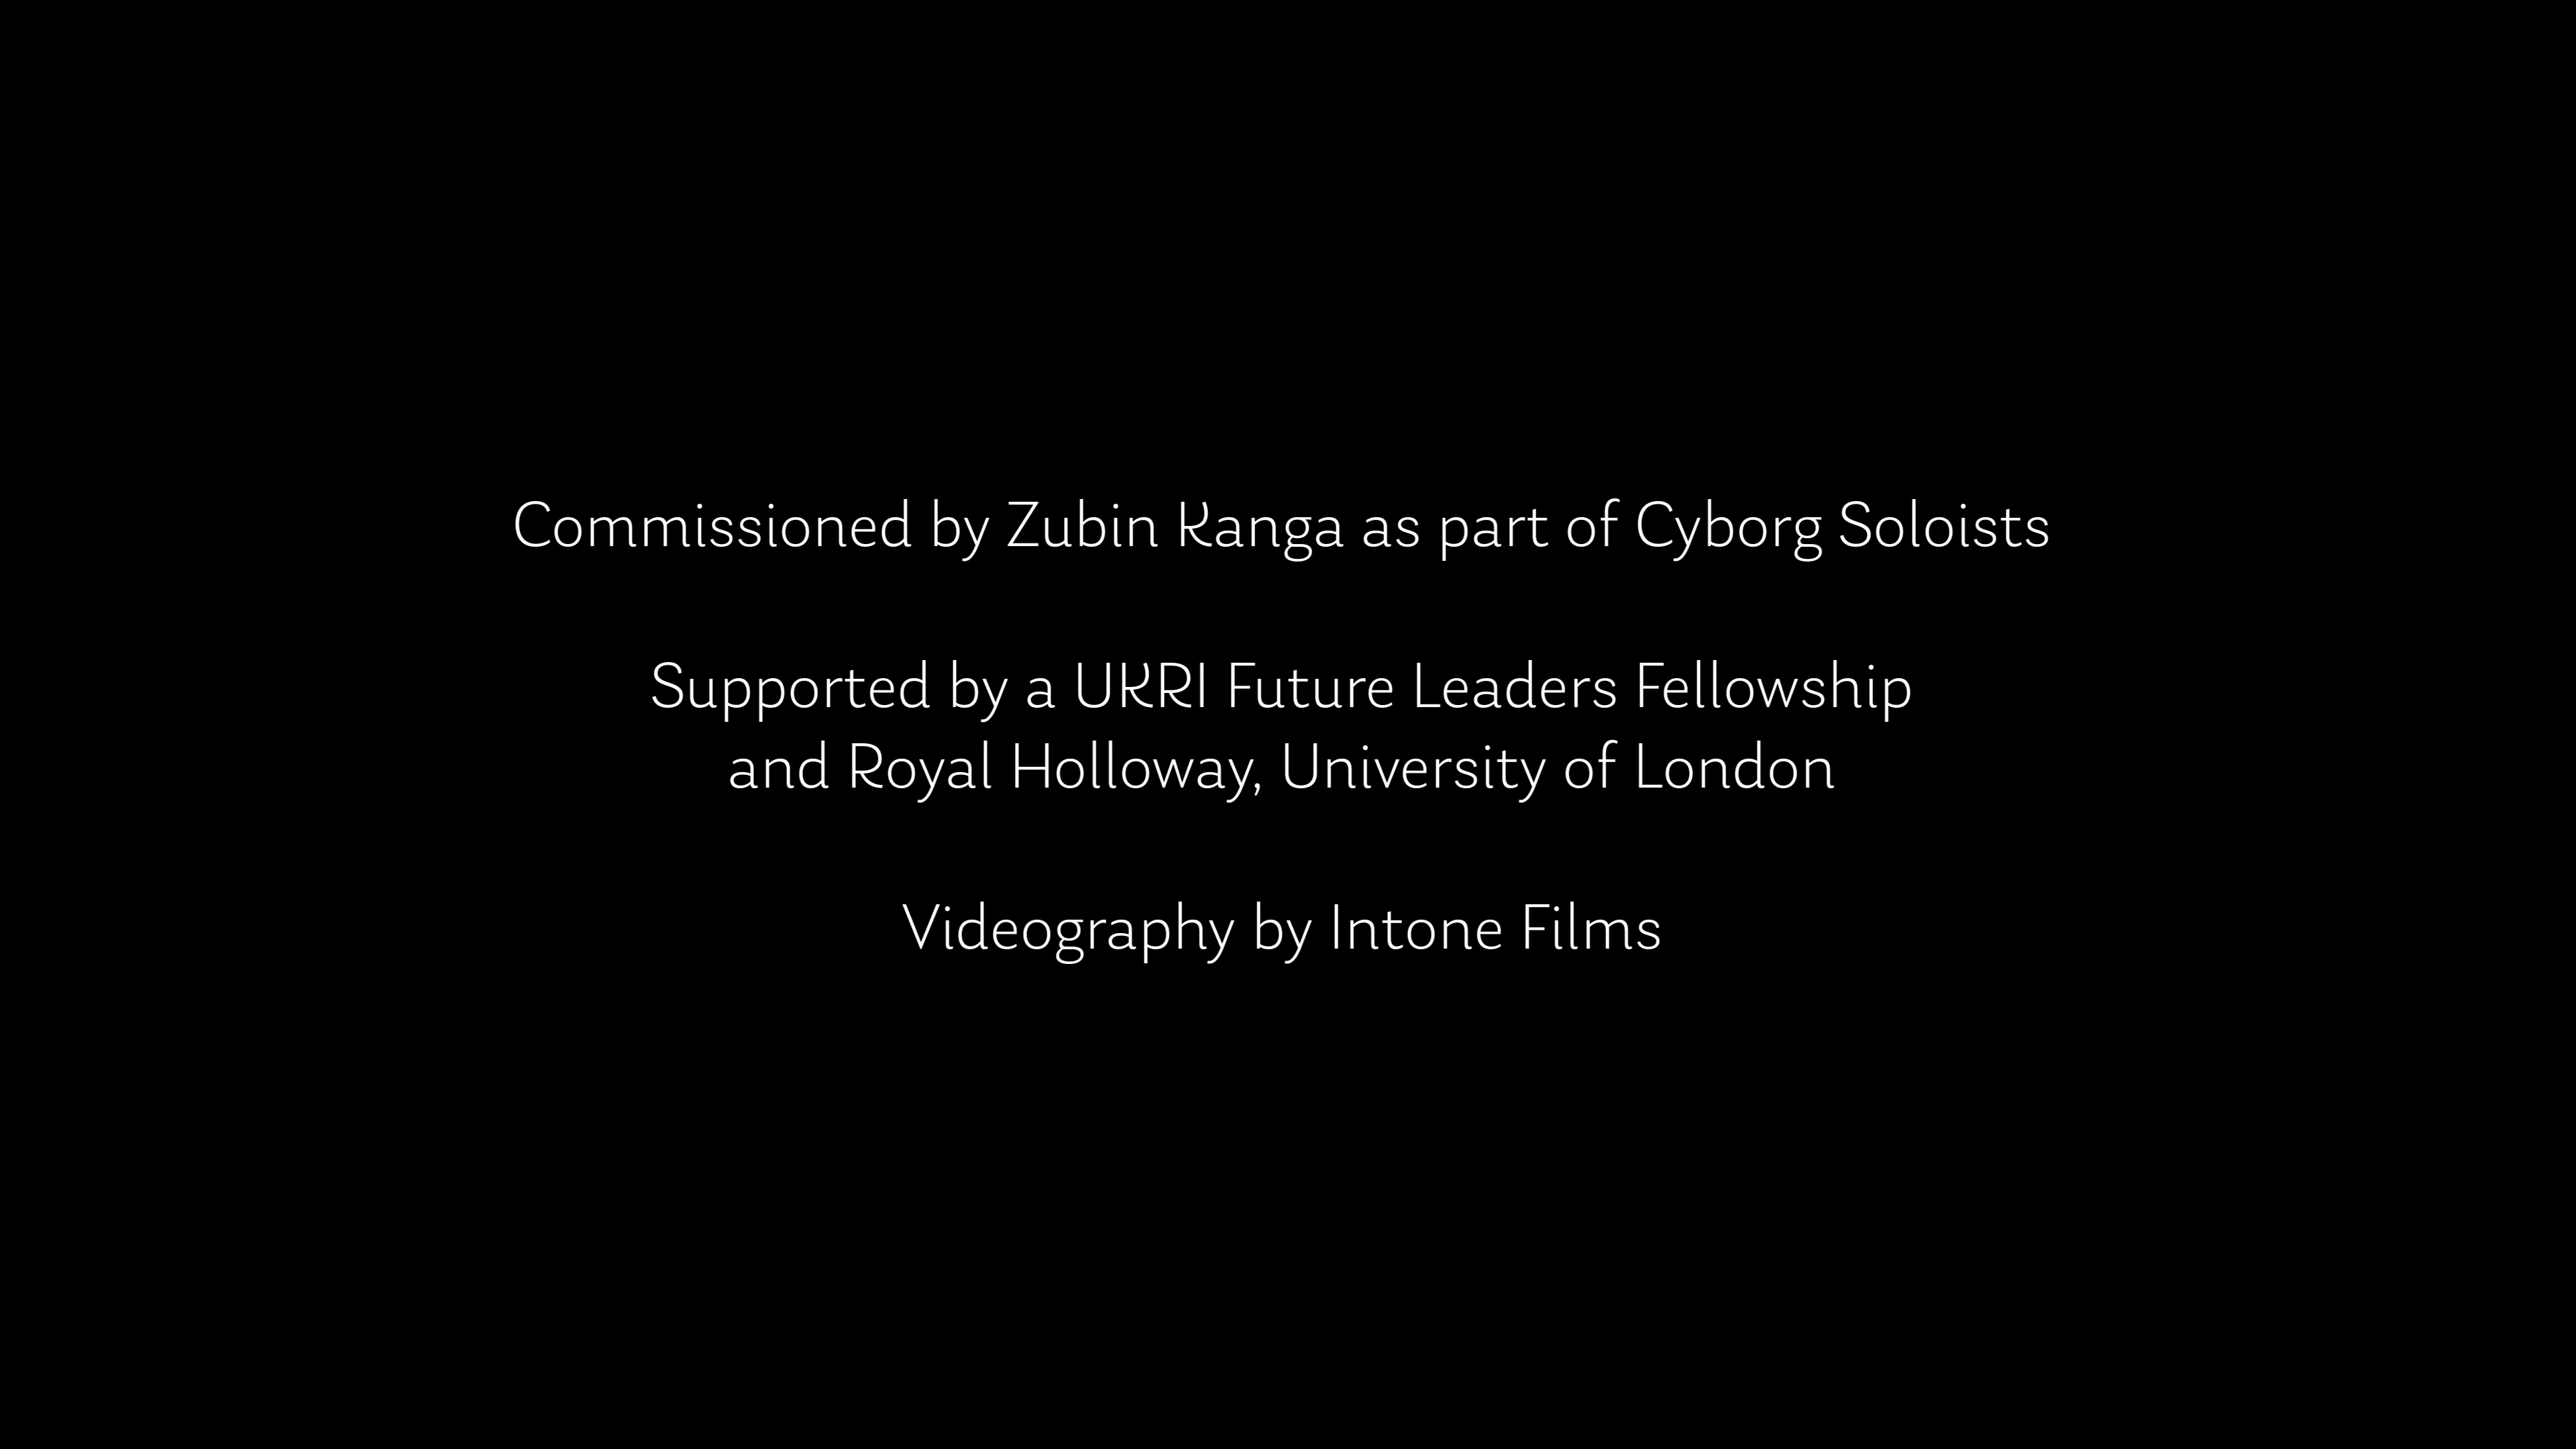 Commissioned by Zubin Kanga as part of Cyborg Soloists
Supported by a UKRI Future Leaders Fellowship
and Royal Holloway, University of London
Videography by Intone Films